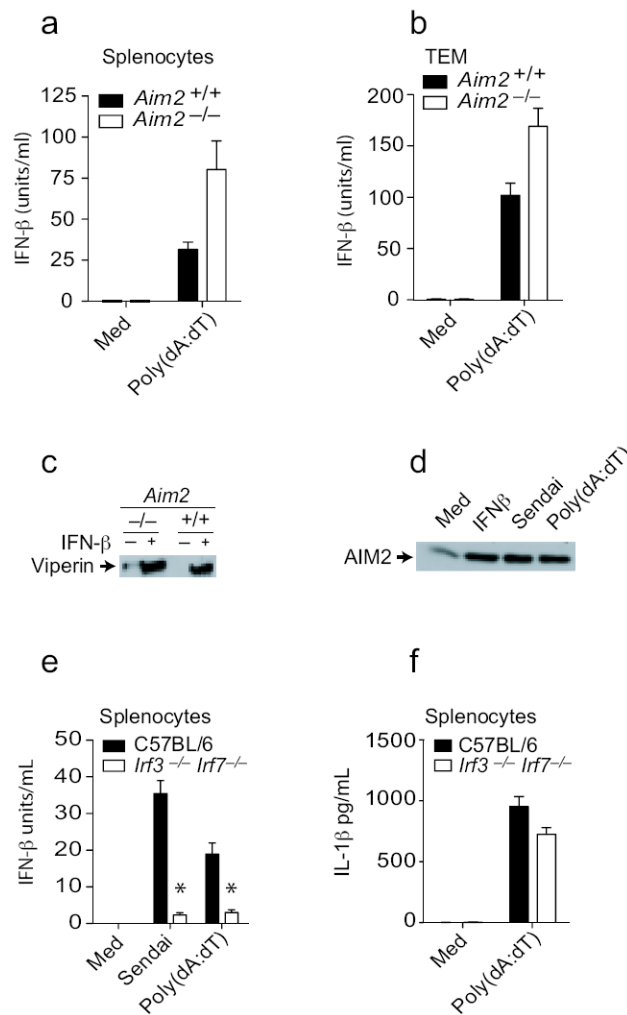 a
Splenocytes
Aim2 +/+
Aim2 –/–
IFN-β (units/ml)
125
100
75
50
25
0
Med
Poly(dA:dT)
b
TEM
Aim2 +/+
Aim2 –/–
IFN-β (units/ml)
200
150
100
50
0
Med
Poly(dA:dT)
c
Aim2
–/– +/+
IFN-β – + – +
Viperin
d
Med IFNβ Sendai Poly(dA:dT)
AIM2
e
Splenocytes
C57BL/6
Irf3 –/– Irf7–/–
IFN-β units/mL
50
40
30
20
10
0
* *
Med
Sendai
Poly(dA:dT)
f
Splenocytes
C57BL/6
Irf3 –/– Irf7–/–
IL-1β pg/mL
1500
1000
500
0
Med
Poly(dA:dT)